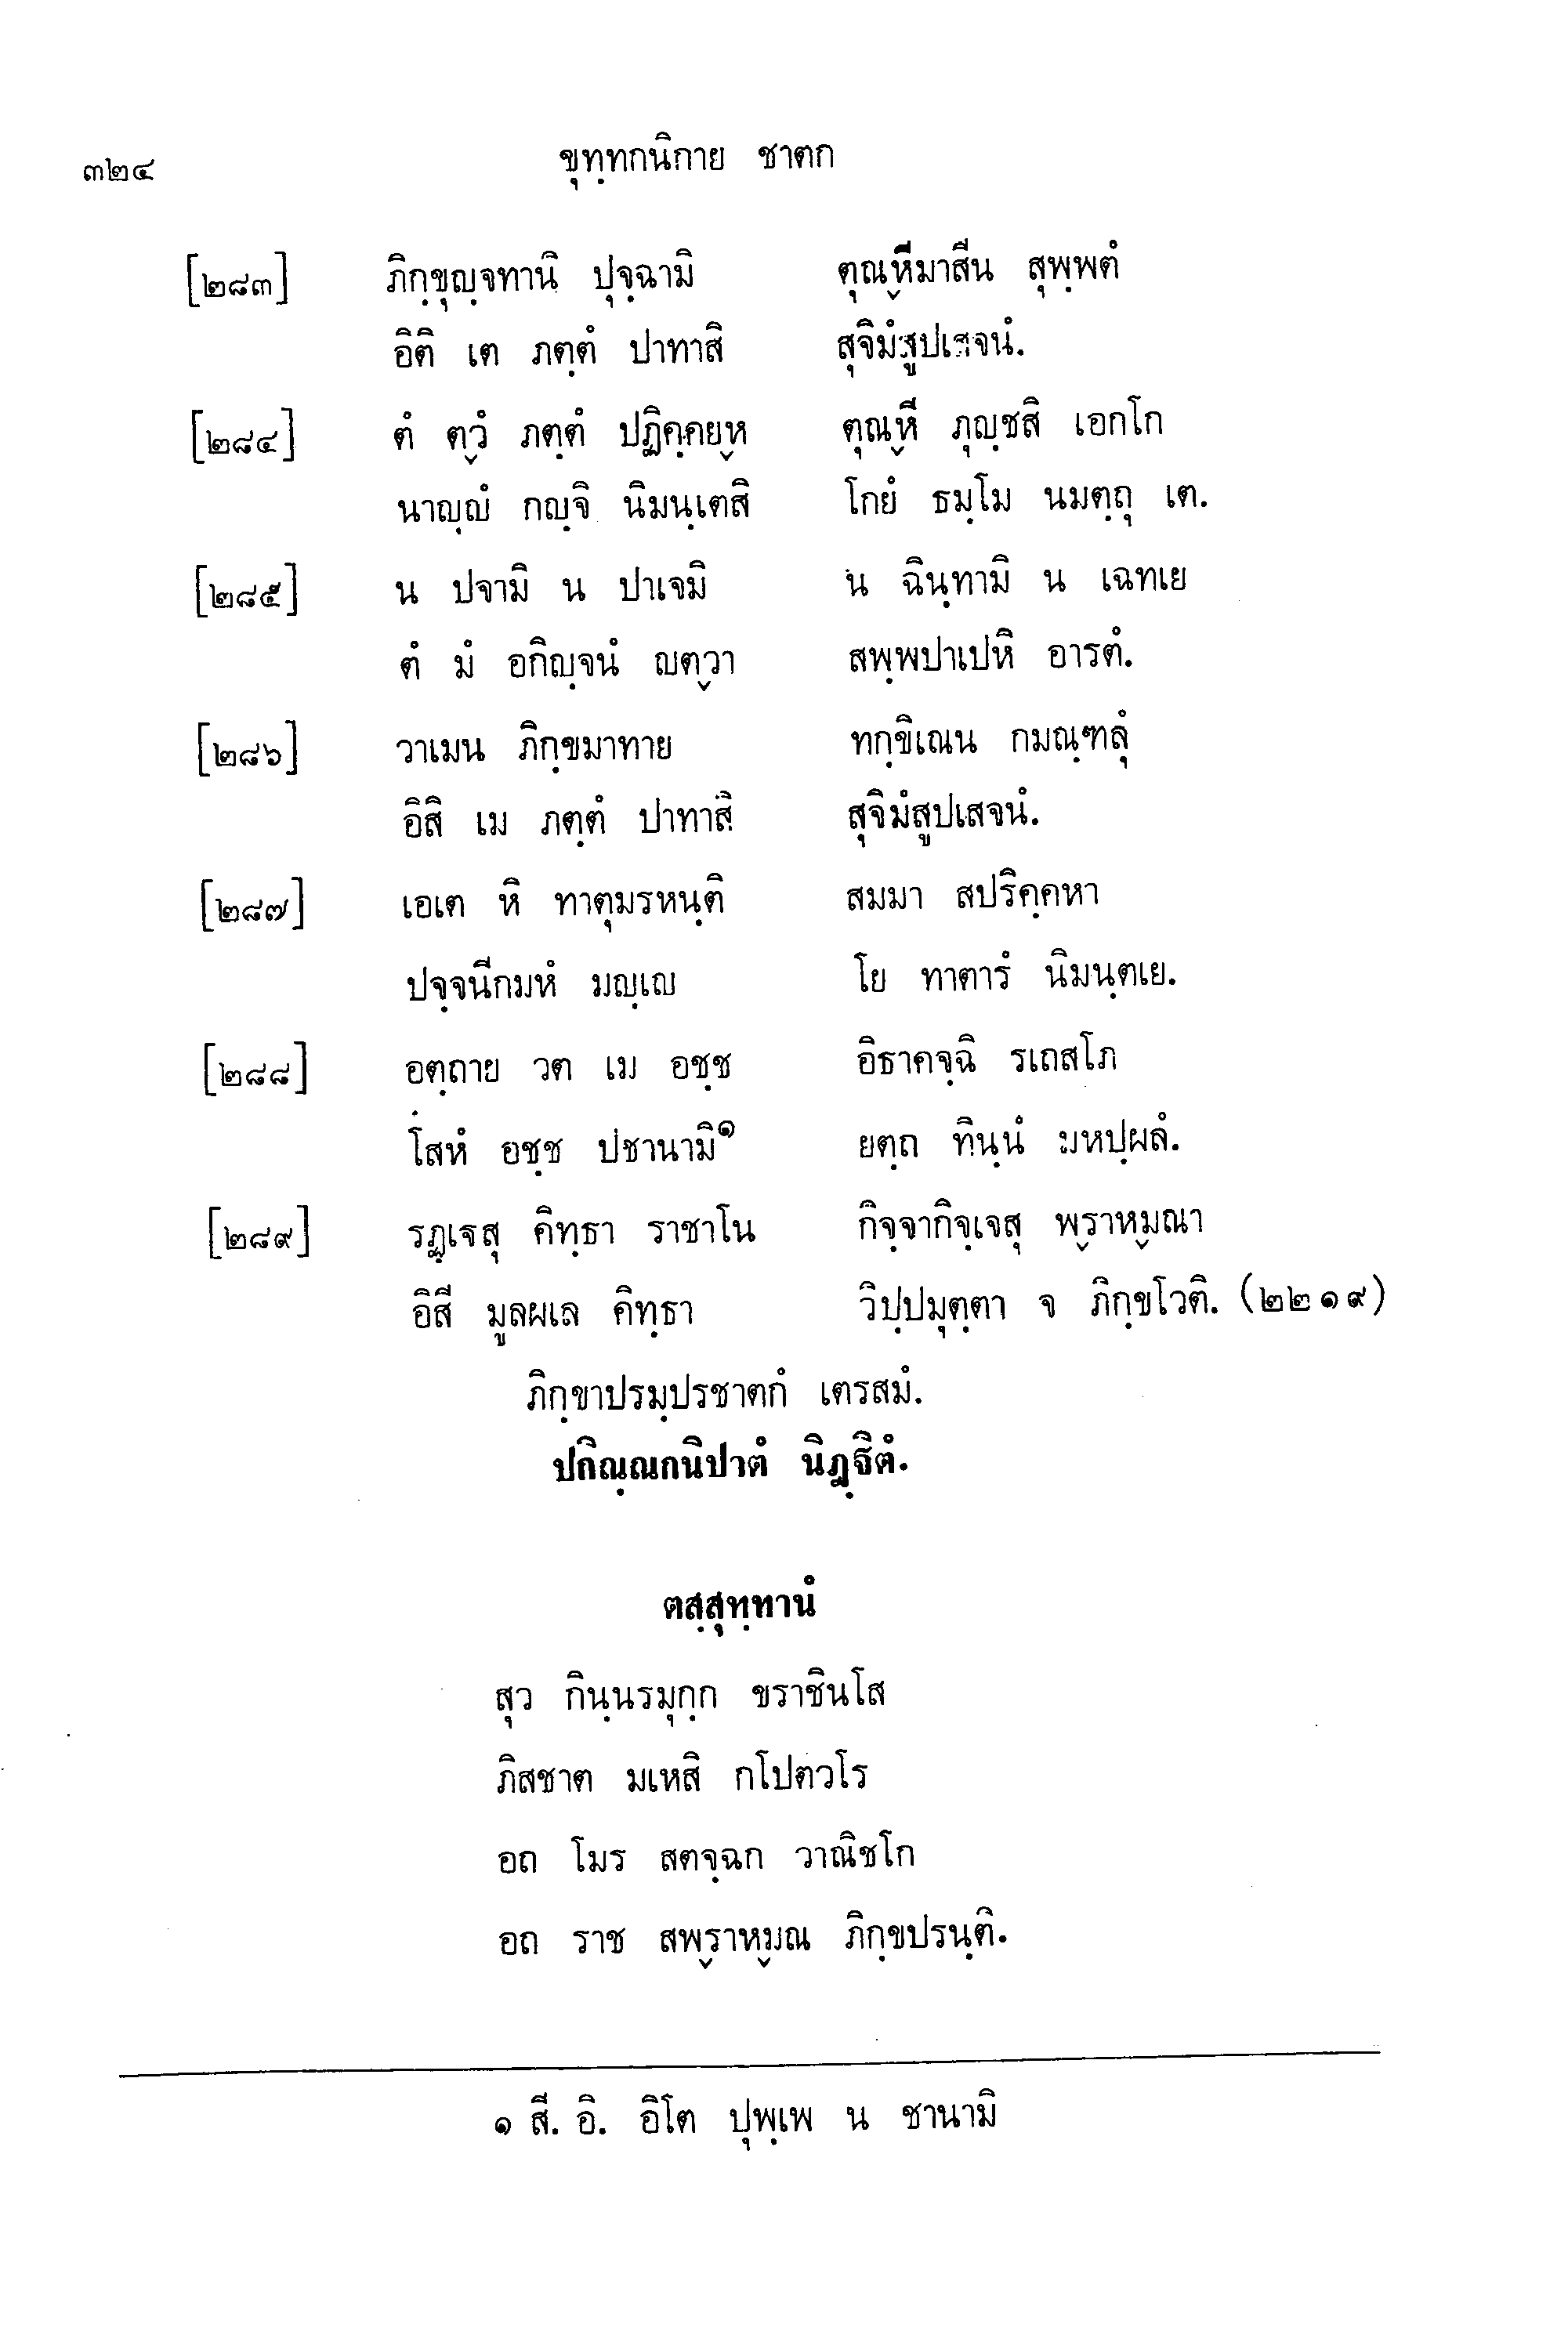 ๓๒๔ ขุทฺทกนิกาย ชาตก
[๒๘๓] ภิกฺขุญฺจทานิ ปุจฺฉามิ ตุณฺหีมาสีน สุพฺพตํ
อิติ เต ภตฺตํ ปาทาสิ สุจิมํสูปเสจนํ.
[๒๘๔] ตํ ตฺวํ ภตฺตํ ปฏิคฺคยฺห ตุณฺหี ภุญฺชสิ เอกโก
นาญฺญํ กญฺจิ นิมนฺเตสิ โกยํ ธมฺโม นมตฺถุ เต.
[๒๘๕] น ปจามิ น ปาเจมิ น ฉินฺทามิ น เฉทเย
ตํ มํ อกิญฺจนํ ญตฺวา สพฺพปาเปหิ อารตํ.
[๒๘๖] วาเมน ภิกฺขมาทาย ทกฺขิเณน กมณฺฑลุํ
อิสิ เม ภตฺตํ ปาทาสิ สุจิมํสูปเสจนํ.
[๒๘๗] เอเต หิ ทาตุมรหนฺติ สมมา สปริคฺคหา
ปจฺจนีกมหํ มญฺเญ โย ทาตารํ นิมนฺตเย.
[๒๘๘] อตฺถาย วต เม อชฺช อิธาคจฺฉิ รเถสโภ
โสหํ อชฺช ปชานามิ๑ ยตฺถ ทินฺนํ มหปฺผลํ.
[๒๘๙] รฏฺเฐสุ คิทฺธา ราชาโน กิจฺจากิจฺเจสุ พฺราหฺมณา
อิสี มูลผเล คิทฺธา วิปฺปมุตฺตา จ ภิกฺขโวติ. (๒๒๑๙)
ภิกฺขาปรมฺปรชาตกํ เตรสมํ.
ปกิณฺณกนิปาตํ นิฏฺฐิตํ.
ตสฺสุทฺทานํ
สุว กินฺนรมุกฺก ขราชินโส
ภิสชาต มเหสิ กโปตวโร
อถ โมร สตจฺฉก วาณิชโก
อถ ราช สพฺราหฺมณ ภิกฺขปรนฺติ.
๑ สี. อิ. อิโต ปุพฺเพ น ชานามิ